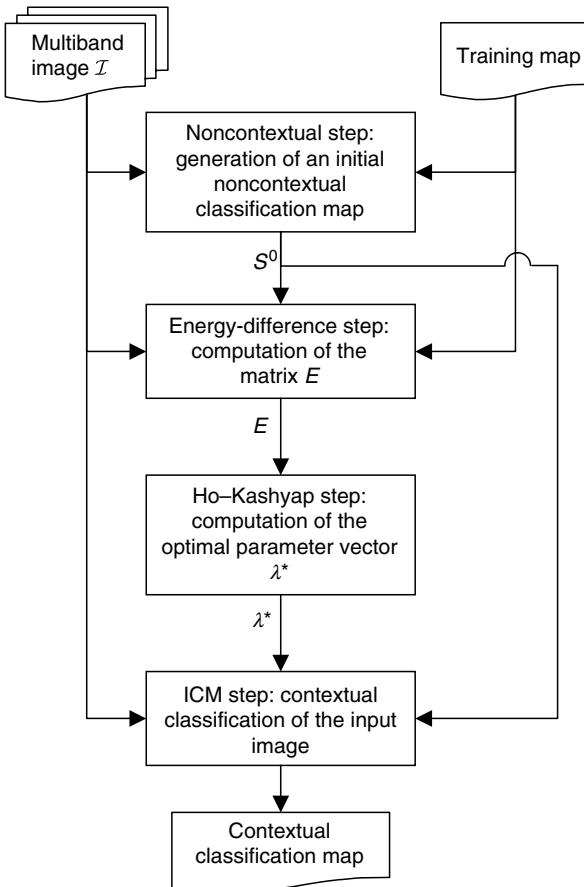 Multiband
image I
Training map
Noncontextual step:
generation of an initial
noncontextual
classification map
S⁰
Energy-difference step:
computation of the
matrix E
E
Ho–Kashyap step:
computation of the
optimal parameter vector
λ*
λ*
ICM step: contextual
classification of the input
image
Contextual
classification map